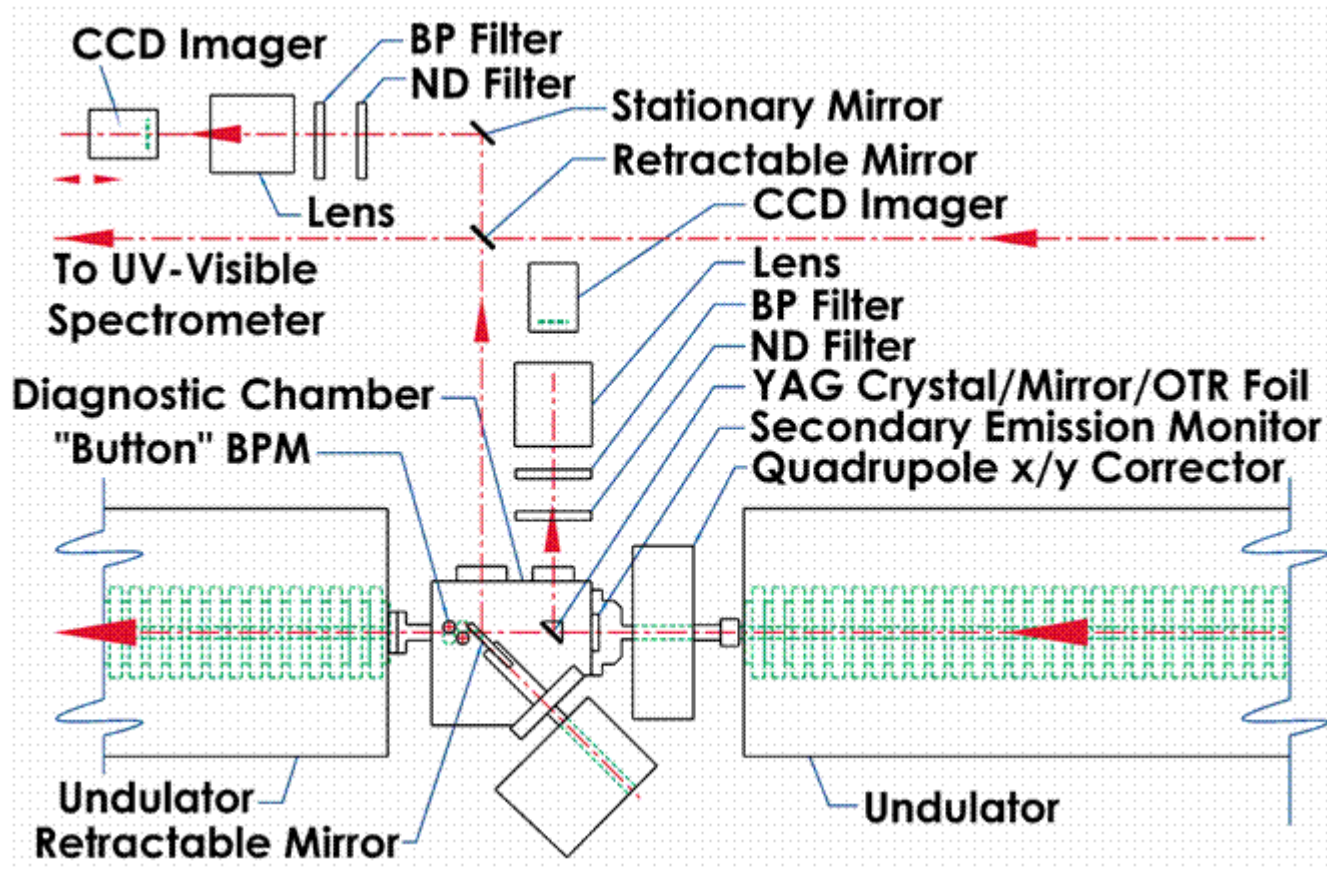 CCD Imager
BP Filter
ND Filter
Stationary Mirror
Retractable Mirror
CCD Imager
Lens
To UV-Visible
Spectrometer
Lens
BP Filter
ND Filter
Diagnostic Chamber
YAG Crystal/Mirror/OTR Foil
"Button" BPM
Secondary Emission Monitor
Quadrupole x/y Corrector
Undulator
Retractable Mirror
Undulator